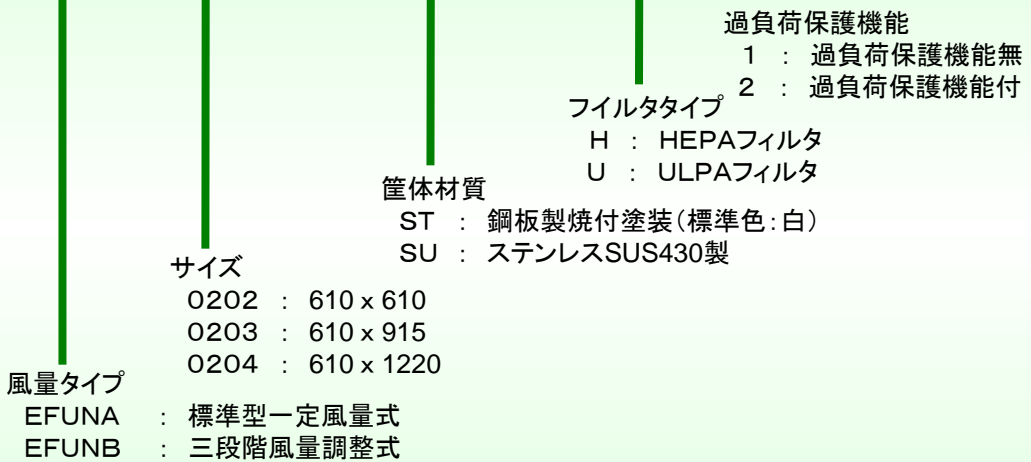 過負荷保護機能
１ : 過負荷保護機能無
２ : 過負荷保護機能付
フイルタタイプ
Ｈ : ＨＥＰＡフィルタ
Ｕ : ＵＬＰＡフィルタ
筐体材質
ＳＴ : 鋼板製焼付塗装(標準色:白)
ＳＵ : ステンレスSUS430製
サイズ
０２０２ : 610 x 610
０２０３ : 610 x 915
０２０４ : 610 x 1220
風量タイプ
ＥＦＵＮＡ : 標準型一定風量式
ＥＦＵＮＢ : 三段階風量調整式